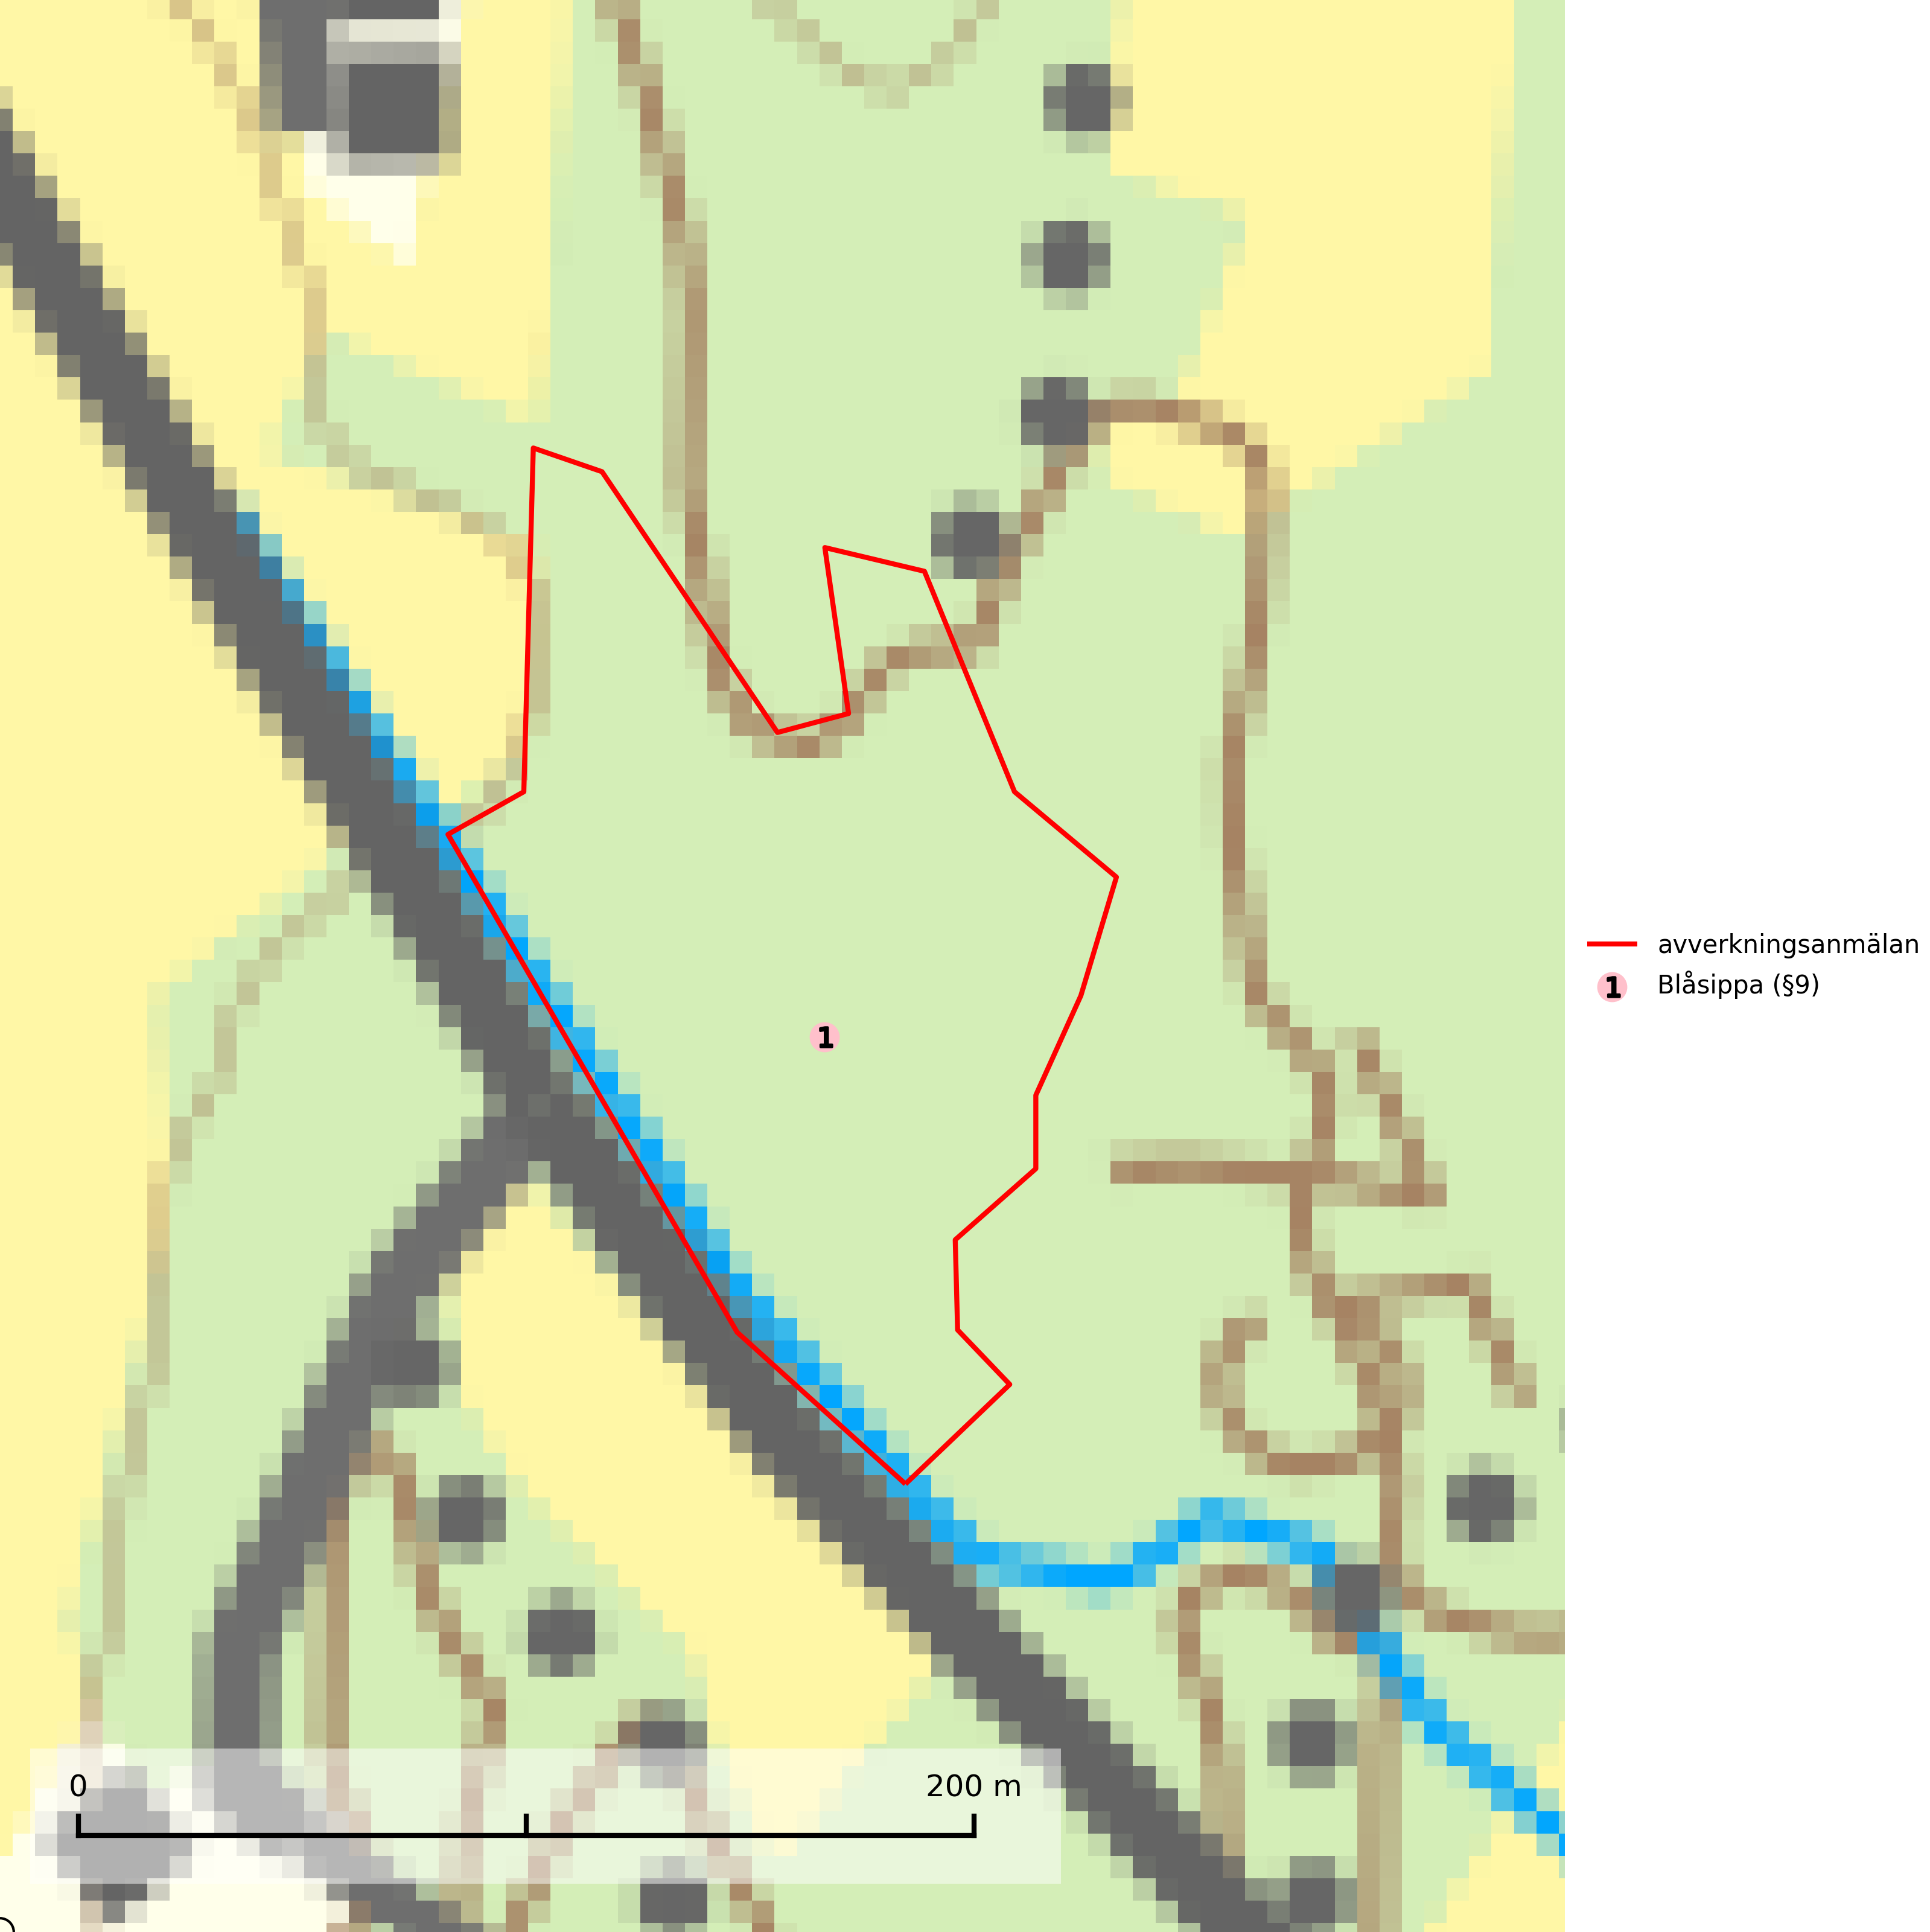 1
avverkningsanmälan
1 Blåsippa (§9)
0 200 m